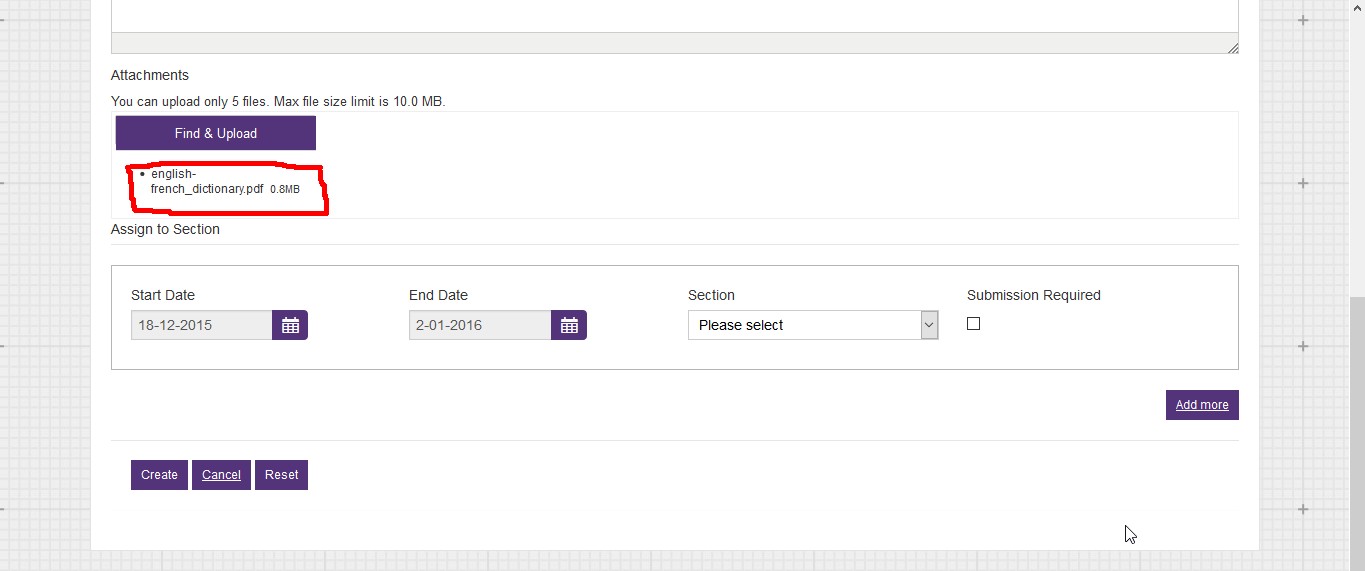 Attachments
You can upload only 5 files. Max file size limit is 10.0 MB.
Find & Upload
• english-
french_dictionary.pdf 0.8MB
Assign to Section
Start Date End Date Section Submission Required
18-12-2015 2-01-2016 Please select
Add more
Create Cancel Reset